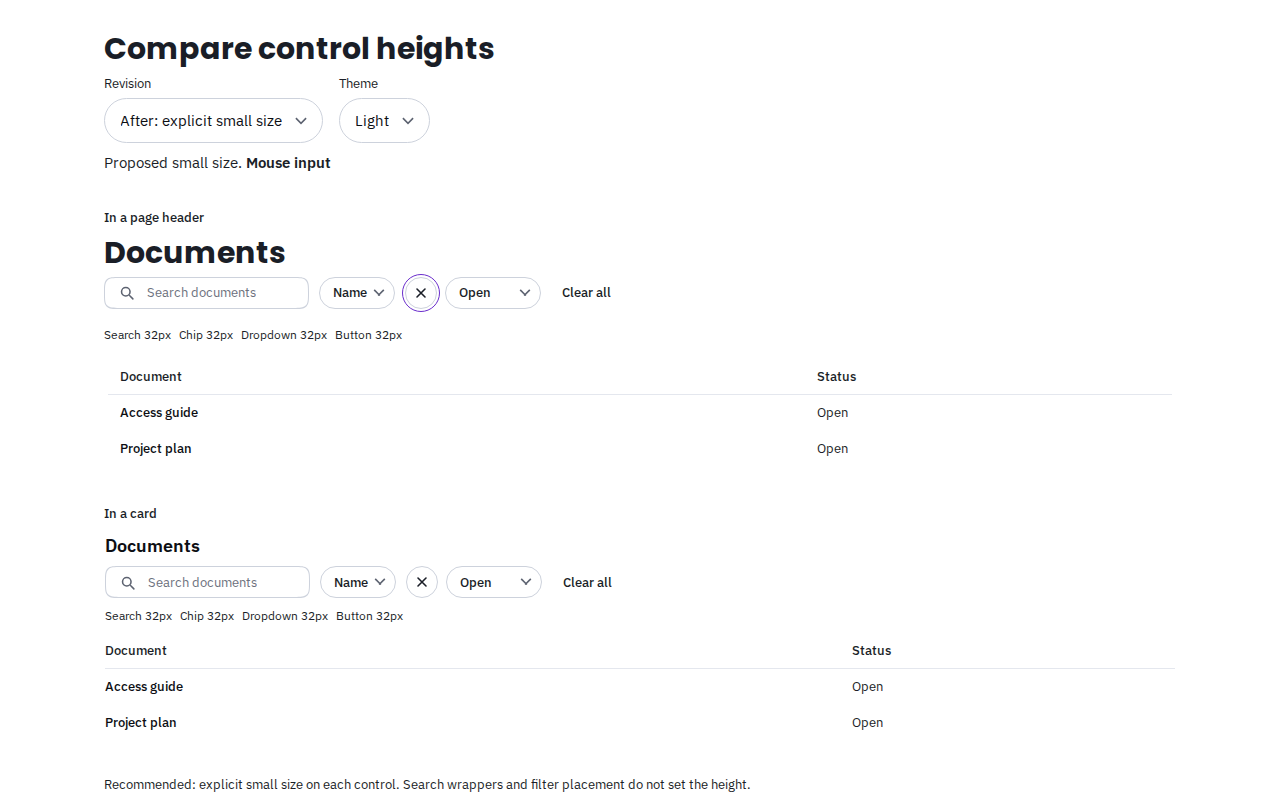 Compare control heights
Revision Theme
After: explicit small size Light
Proposed small size. Mouse input
In a page header
Documents
Search documents Name Open Clear all
Search 32px Chip 32px Dropdown 32px Button 32px
Document Status
Access guide Open
Project plan Open
In a card
Documents
Search documents Name Open Clear all
Search 32px Chip 32px Dropdown 32px Button 32px
Document Status
Access guide Open
Project plan Open
Recommended: explicit small size on each control. Search wrappers and filter placement do not set the height.